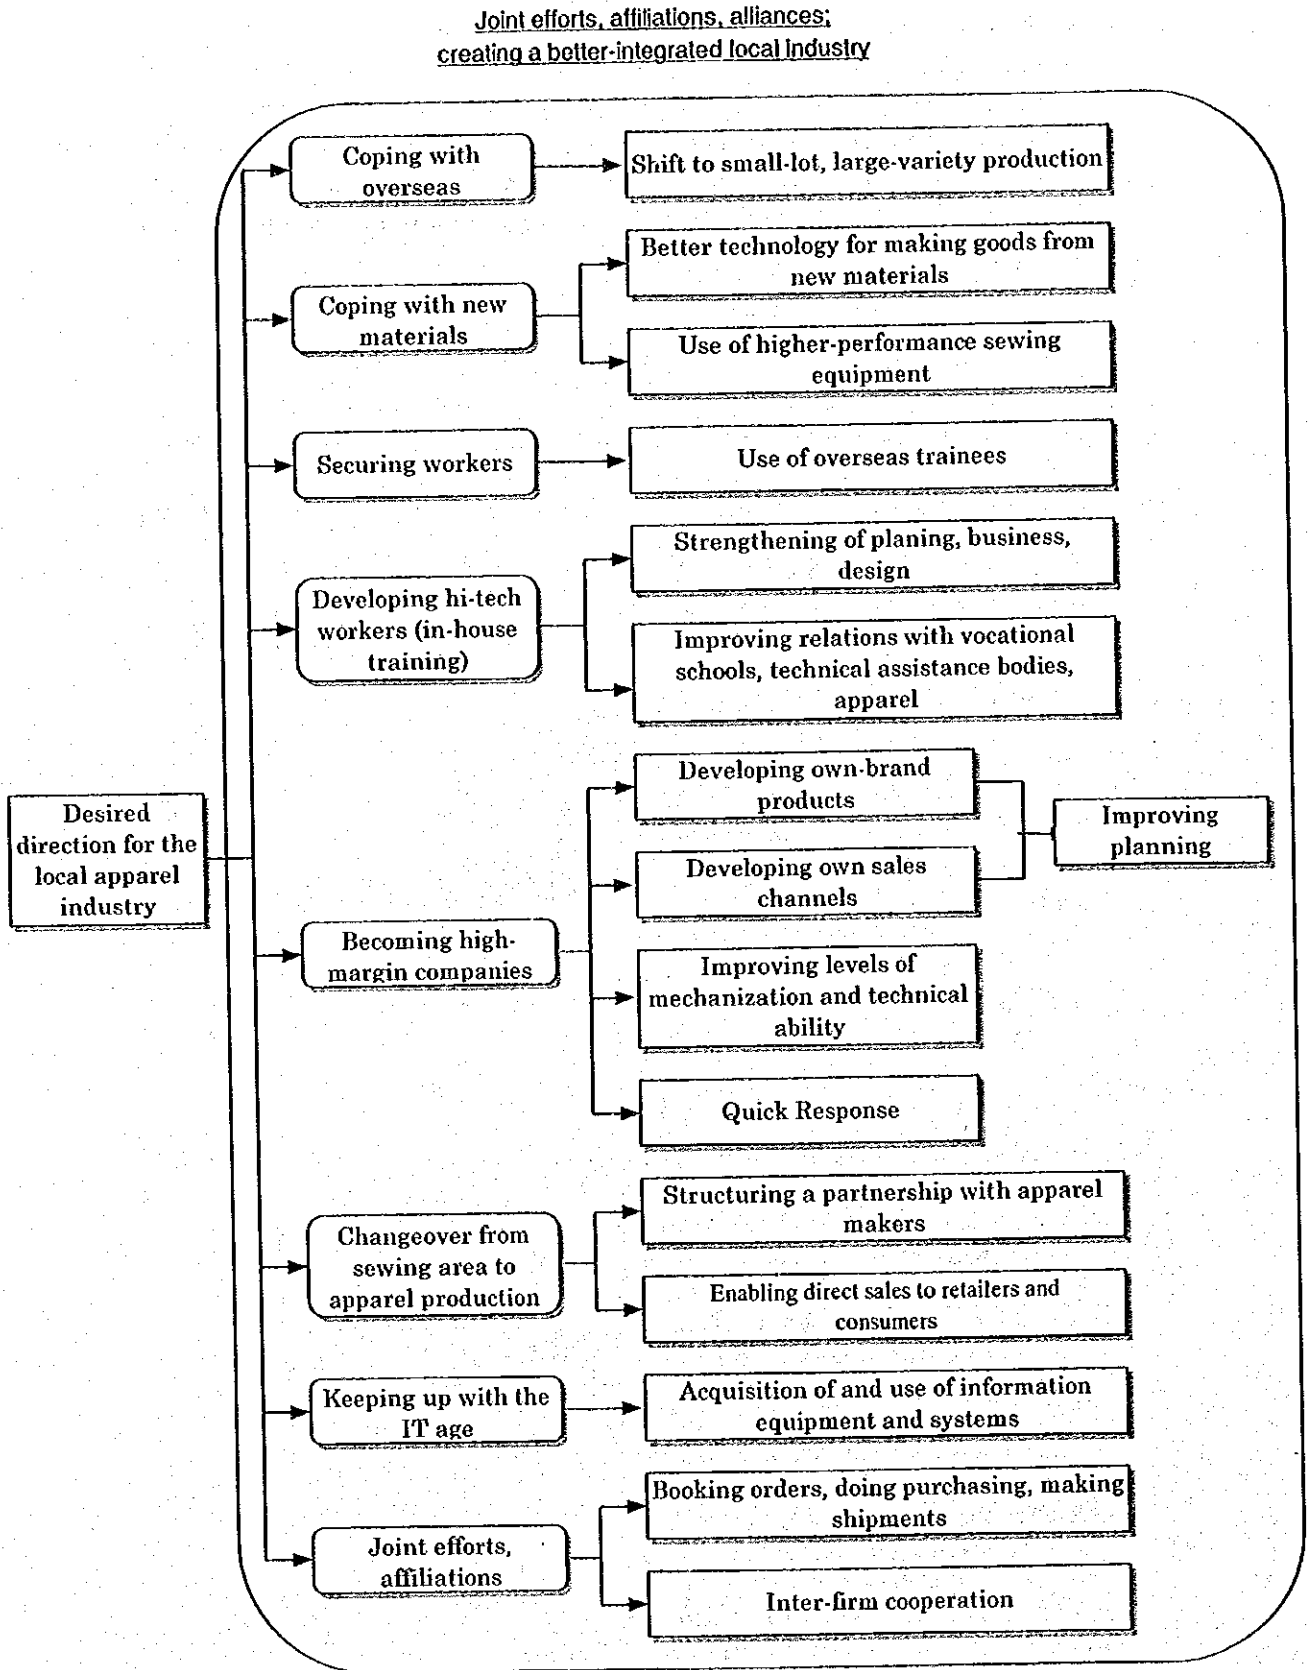 Joint efforts, affiliations, alliances;
creating a better-integrated local industry
Coping with
overseas
Shift to small-lot, large-variety production
Better technology for making goods from
new materials
Coping with new
materials
Use of higher-performance sewing
equipment
Securing workers
Use of overseas trainees
Strengthening of planing, business,
design
Developing hi-tech
workers (in-house
training)
Improving relations with vocational
schools, technical assistance bodies,
apparel
Developing own-brand
products
Desired
direction for the
local apparel
industry
Improving
planning
Developing own sales
channels
Becoming high-
margin companies
Improving levels of
mechanization and technical
ability
Quick Response
Structuring a partnership with apparel
makers
Changeover from
sewing area to
apparel production
Enabling direct sales to retailers and
consumers
Keeping up with the
IT age
Acquisition of and use of information
equipment and systems
Booking orders, doing purchasing, making
shipments
Joint efforts,
affiliations
Inter-firm cooperation